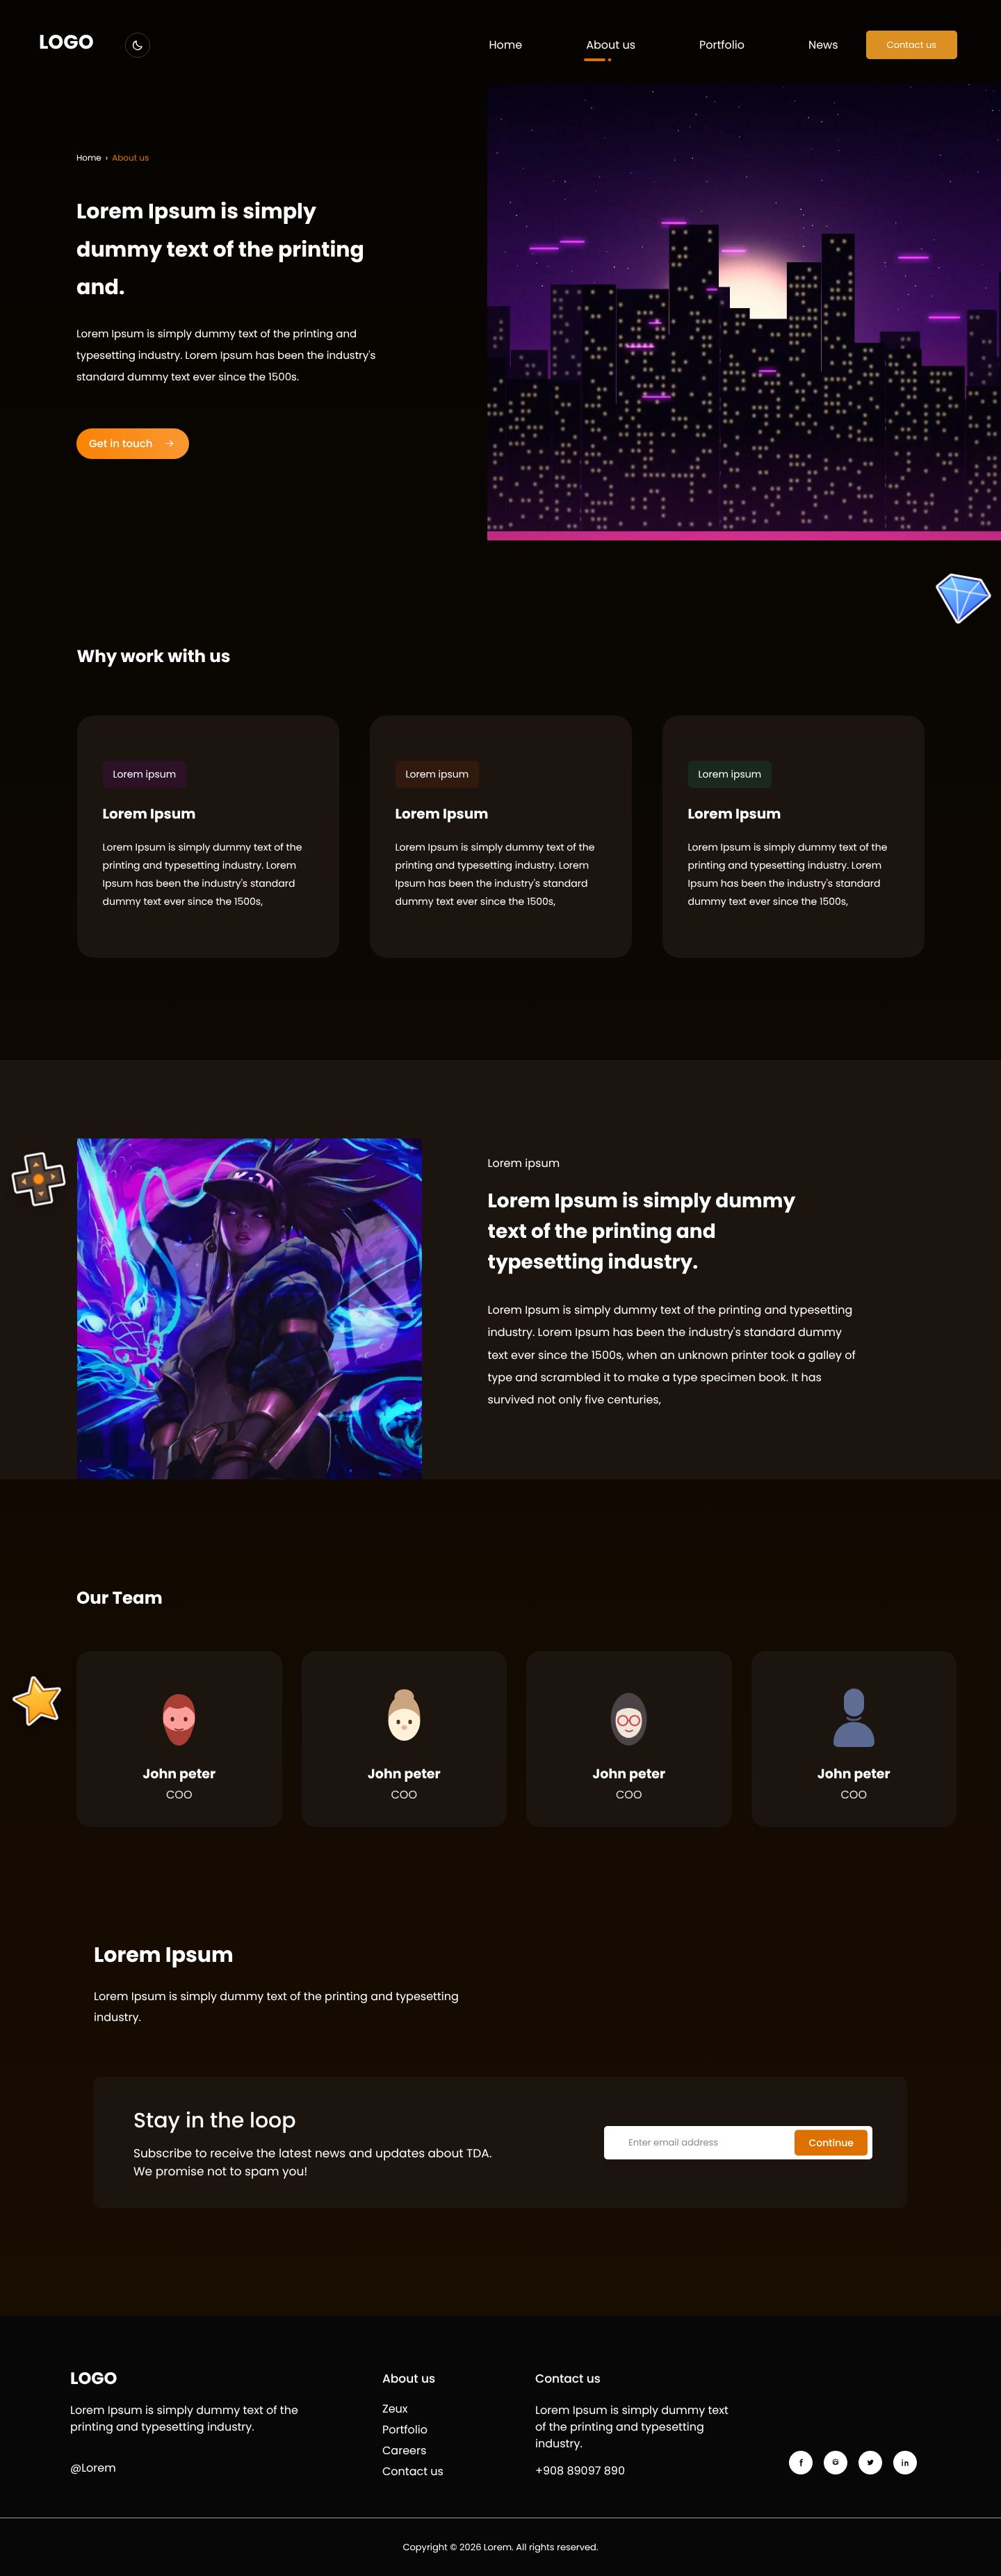 LOGO
Home
About us
Portfolio
News
Contact us
Home › About us
Lorem Ipsum is simply
dummy text of the printing
and.
Lorem Ipsum is simply dummy text of the printing and
typesetting industry. Lorem Ipsum has been the industry's
standard dummy text ever since the 1500s.
Get in touch →
Why work with us
Lorem ipsum
Lorem Ipsum
Lorem Ipsum is simply dummy text of the
printing and typesetting industry. Lorem
Ipsum has been the industry's standard
dummy text ever since the 1500s,
Lorem ipsum
Lorem Ipsum
Lorem Ipsum is simply dummy text of the
printing and typesetting industry. Lorem
Ipsum has been the industry's standard
dummy text ever since the 1500s,
Lorem ipsum
Lorem Ipsum
Lorem Ipsum is simply dummy text of the
printing and typesetting industry. Lorem
Ipsum has been the industry's standard
dummy text ever since the 1500s,
Lorem ipsum
Lorem Ipsum is simply dummy
text of the printing and
typesetting industry.
Lorem Ipsum is simply dummy text of the printing and typesetting
industry. Lorem Ipsum has been the industry's standard dummy
text ever since the 1500s, when an unknown printer took a galley of
type and scrambled it to make a type specimen book. It has
survived not only five centuries,
Our Team
John peter
COO
John peter
COO
John peter
COO
John peter
COO
Lorem Ipsum
Lorem Ipsum is simply dummy text of the printing and typesetting
industry.
Stay in the loop
Subscribe to receive the latest news and updates about TDA.
We promise not to spam you!
Enter email address
Continue
LOGO
Lorem Ipsum is simply dummy text of the
printing and typesetting industry.
@Lorem
About us
Zeux
Portfolio
Careers
Contact us
Contact us
Lorem Ipsum is simply dummy text
of the printing and typesetting
industry.
+908 89097 890
Copyright © 2026 Lorem. All rights reserved.